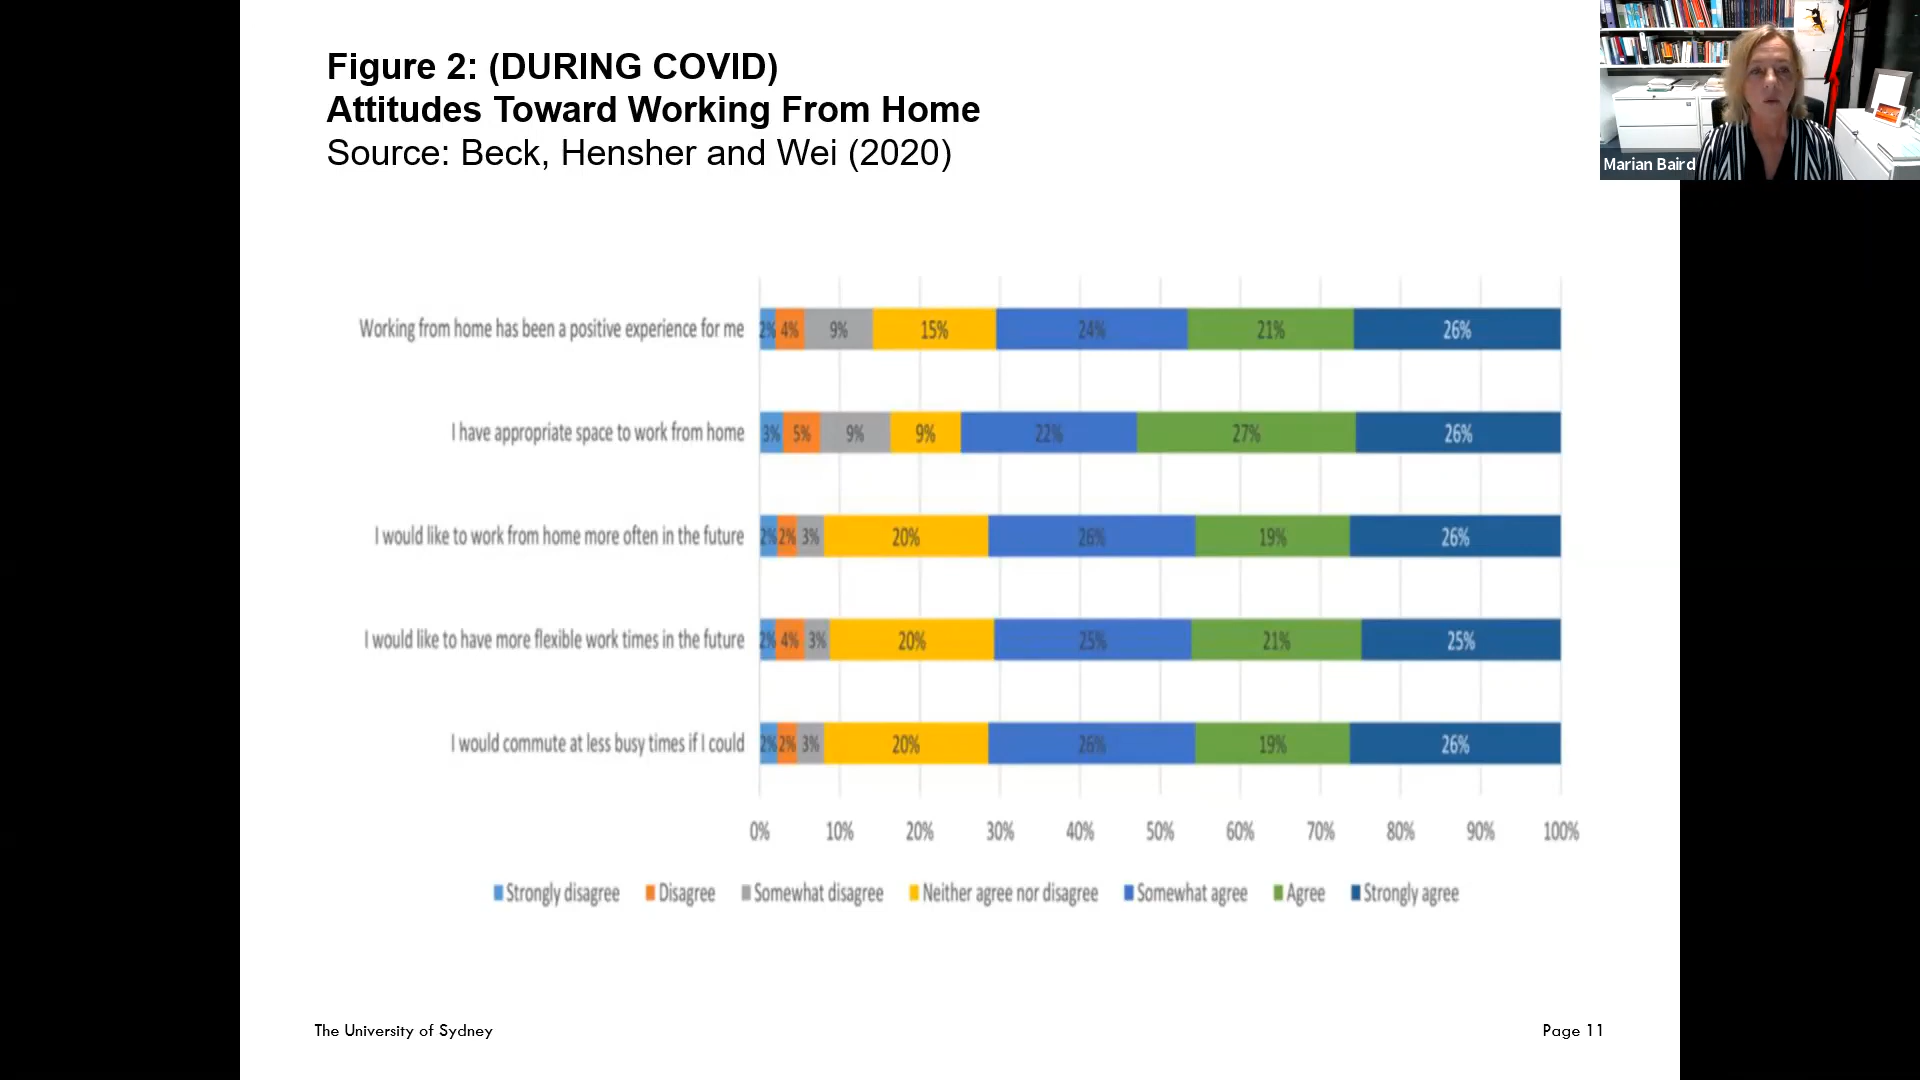 Figure 2: (DURING COVID)
Attitudes Toward Working From Home
Source: Beck, Hensher and Wei (2020)
Marian Baird
Working from home has been a positive experience for me
2% 4% 9% 15% 24% 21% 26%
I have appropriate space to work from home
3% 5% 9% 9% 22% 27% 26%
I would like to work from home more often in the future
2% 2% 3% 20% 26% 19% 26%
I would like to have more flexible work times in the future
2% 4% 3% 20% 25% 21% 25%
I would commute at less busy times if I could
2% 2% 3% 20% 26% 19% 26%
0% 10% 20% 30% 40% 50% 60% 70% 80% 90% 100%
Strongly disagree Disagree Somewhat disagree Neither agree nor disagree Somewhat agree Agree Strongly agree
The University of Sydney
Page 11